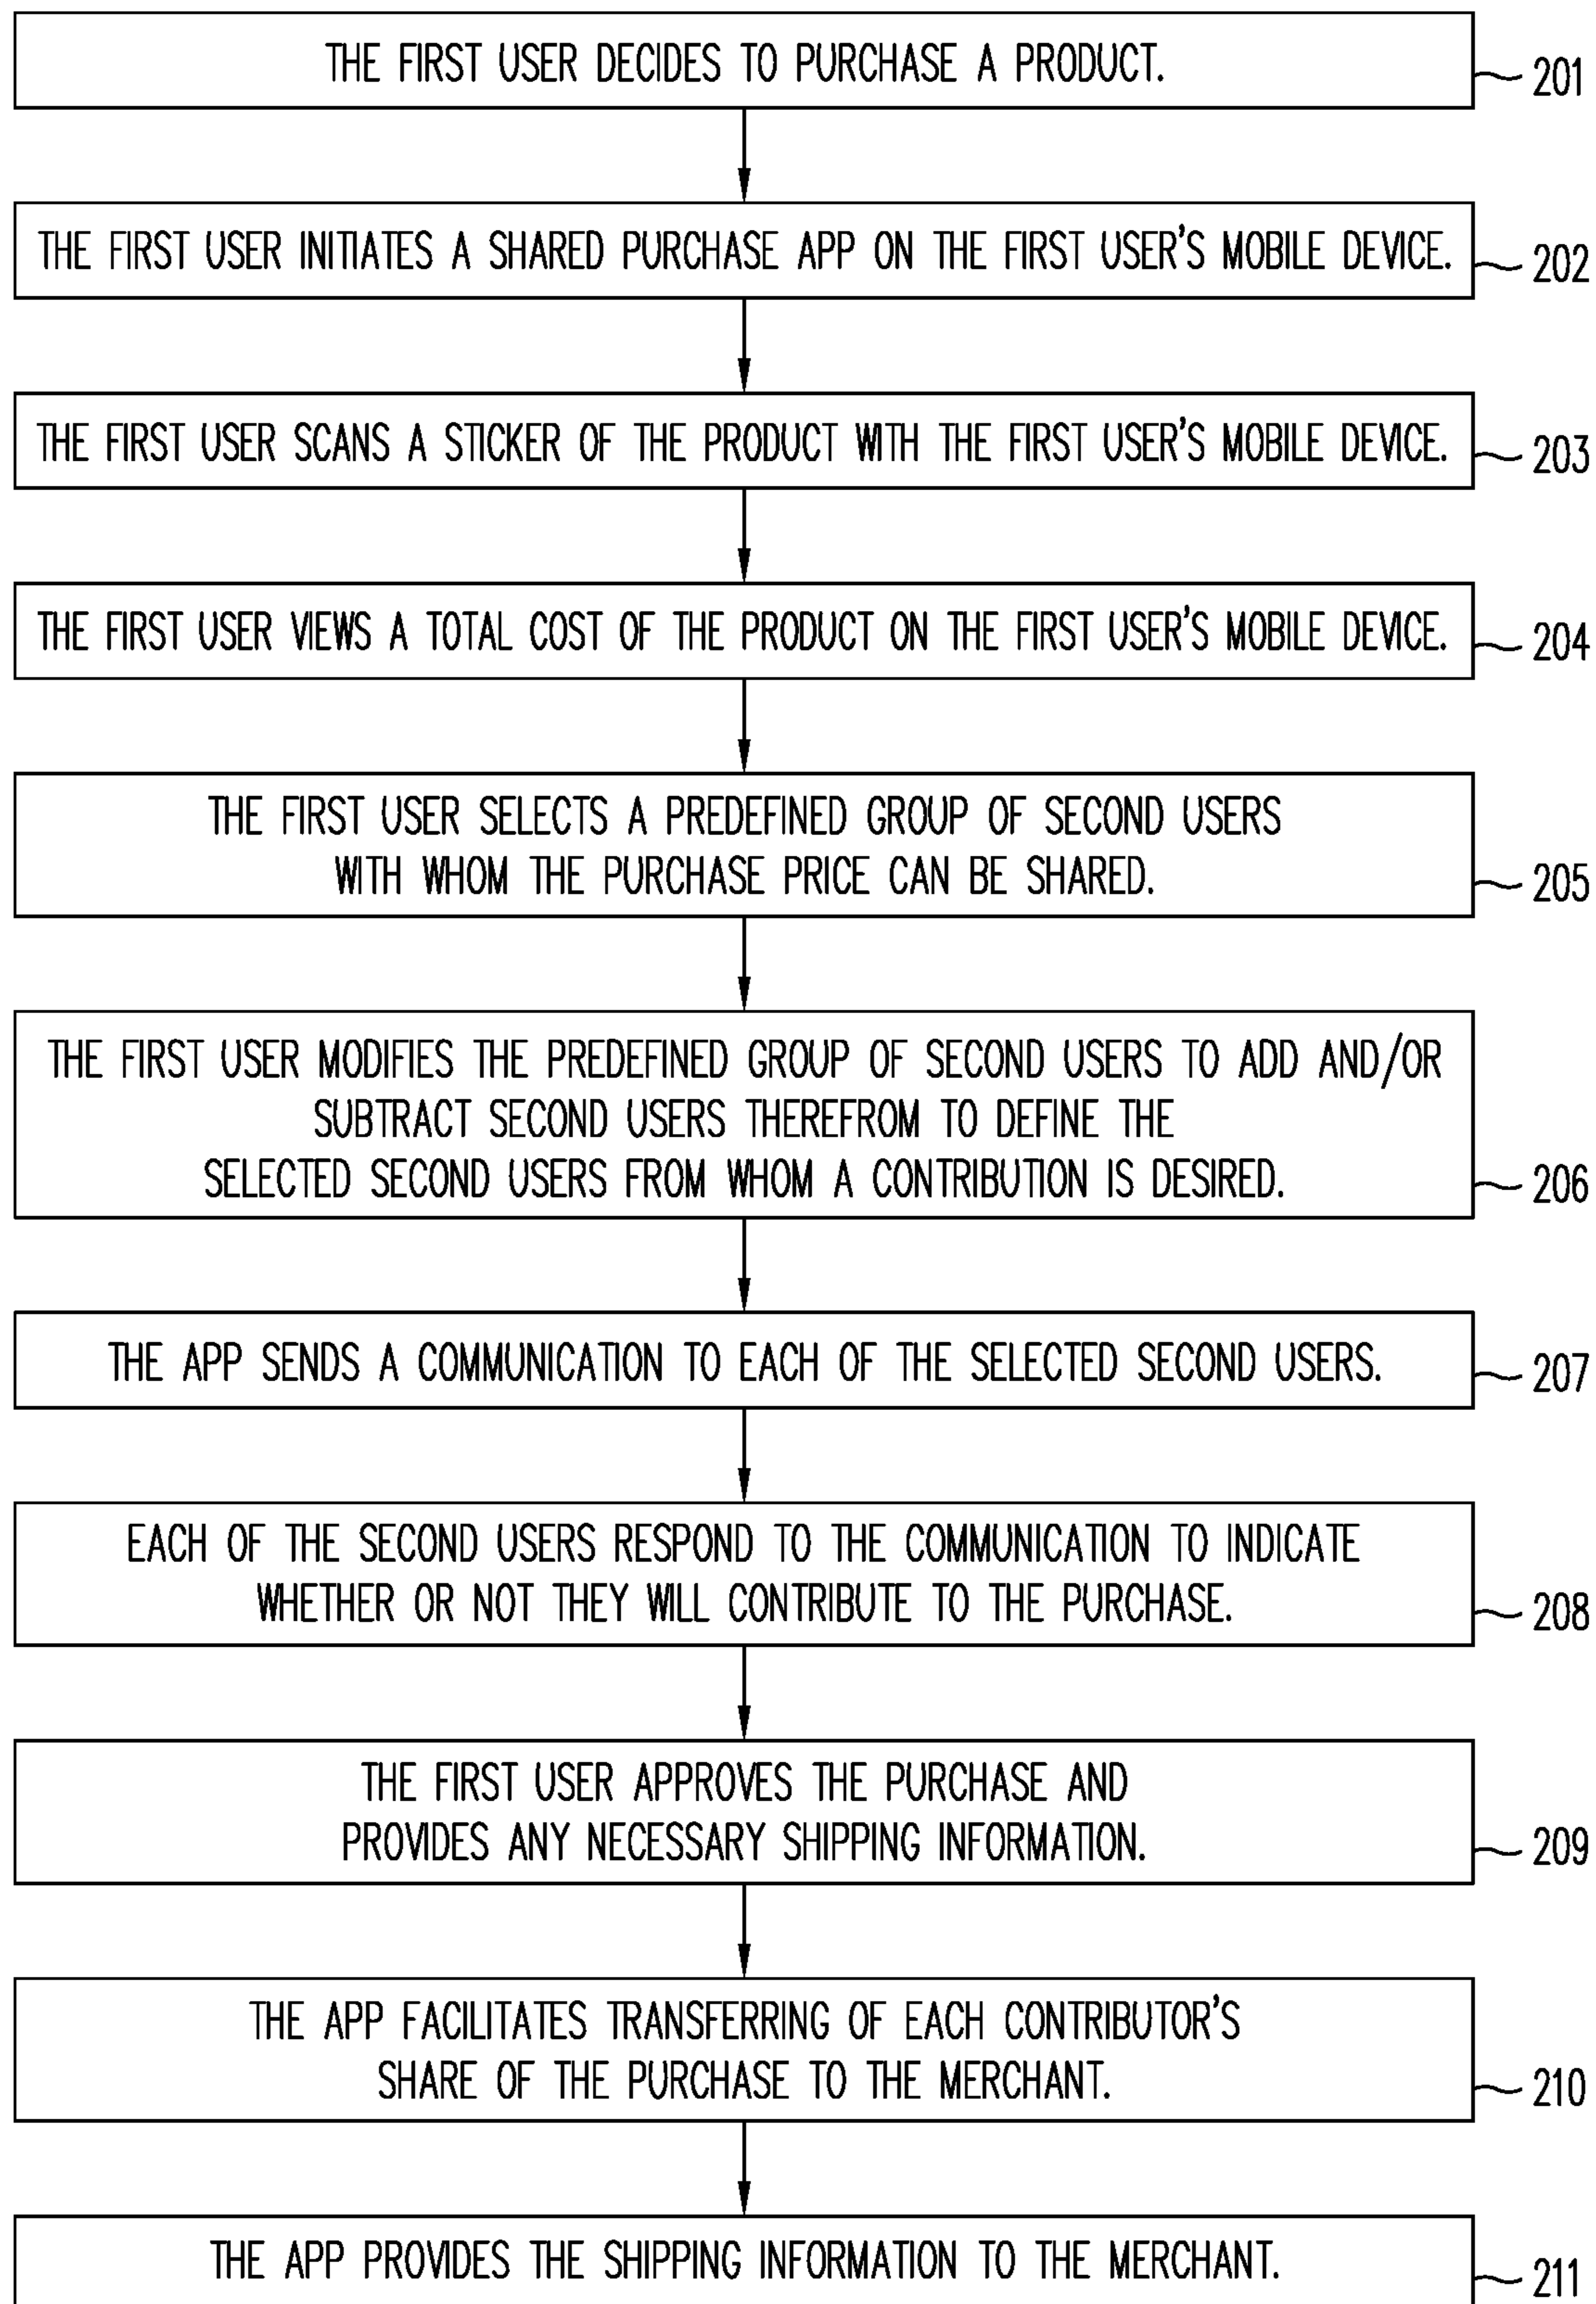 THE FIRST USER DECIDES TO PURCHASE A PRODUCT.
201
THE FIRST USER INITIATES A SHARED PURCHASE APP ON THE FIRST USER'S MOBILE DEVICE.
202
THE FIRST USER SCANS A STICKER OF THE PRODUCT WITH THE FIRST USER'S MOBILE DEVICE.
203
THE FIRST USER VIEWS A TOTAL COST OF THE PRODUCT ON THE FIRST USER'S MOBILE DEVICE.
204
THE FIRST USER SELECTS A PREDEFINED GROUP OF SECOND USERS
WITH WHOM THE PURCHASE PRICE CAN BE SHARED.
205
THE FIRST USER MODIFIES THE PREDEFINED GROUP OF SECOND USERS TO ADD AND/OR
SUBTRACT SECOND USERS THEREFROM TO DEFINE THE
SELECTED SECOND USERS FROM WHOM A CONTRIBUTION IS DESIRED.
206
THE APP SENDS A COMMUNICATION TO EACH OF THE SELECTED SECOND USERS.
207
EACH OF THE SECOND USERS RESPOND TO THE COMMUNICATION TO INDICATE
WHETHER OR NOT THEY WILL CONTRIBUTE TO THE PURCHASE.
208
THE FIRST USER APPROVES THE PURCHASE AND
PROVIDES ANY NECESSARY SHIPPING INFORMATION.
209
THE APP FACILITATES TRANSFERRING OF EACH CONTRIBUTOR'S
SHARE OF THE PURCHASE TO THE MERCHANT.
210
THE APP PROVIDES THE SHIPPING INFORMATION TO THE MERCHANT.
211